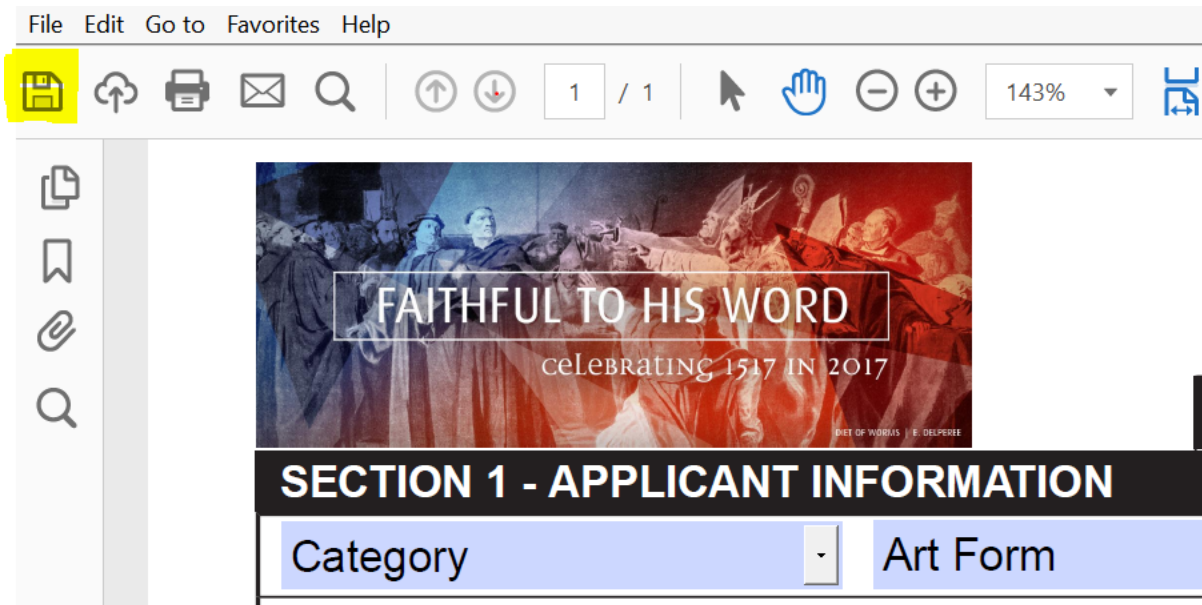 File Edit Go to Favorites Help
1 / 1 143%
FAITHFUL TO HIS WORD
celebrating 1517 in 2017
DIET OF WORMS | E. DELPEREE
SECTION 1 - APPLICANT INFORMATION
Category Art Form